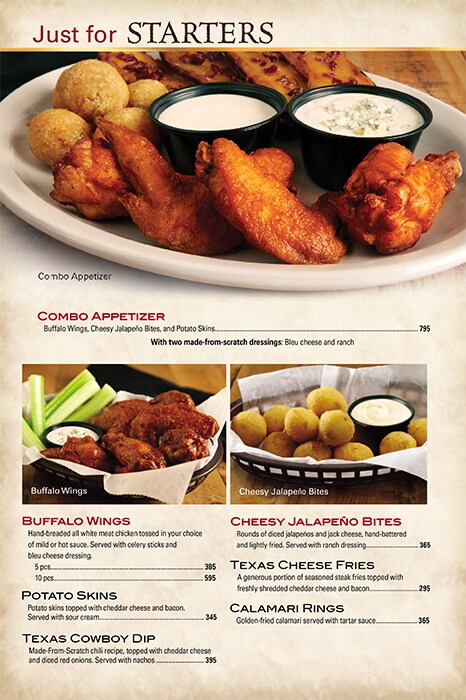 Just for STARTERS
Combo Appetizer
COMBO APPETIZER
Buffalo Wings, Cheesy Jalapeño Bites, and Potato Skins 795
With two made-from-scratch dressings: Bleu cheese and ranch
Buffalo Wings
Cheesy Jalapeño Bites
BUFFALO WINGS
Hand-breaded all white meat chicken tossed in your choice
of mild or hot sauce. Served with celery sticks and
bleu cheese dressing.
5 pcs 385
10 pcs 595
POTATO SKINS
Potato skins topped with cheddar cheese and bacon.
Served with sour cream 345
TEXAS COWBOY DIP
Made-From-Scratch chili recipe, topped with cheddar cheese
and diced red onions. Served with nachos 395
CHEESY JALAPEÑO BITES
Rounds of diced jalapeños and jack cheese, hand-battered
and lightly fried. Served with ranch dressing 365
TEXAS CHEESE FRIES
A generous portion of seasoned steak fries topped with
freshly shredded cheddar cheese and bacon 295
CALAMARI RINGS
Golden-fried calamari served with tartar sauce 365